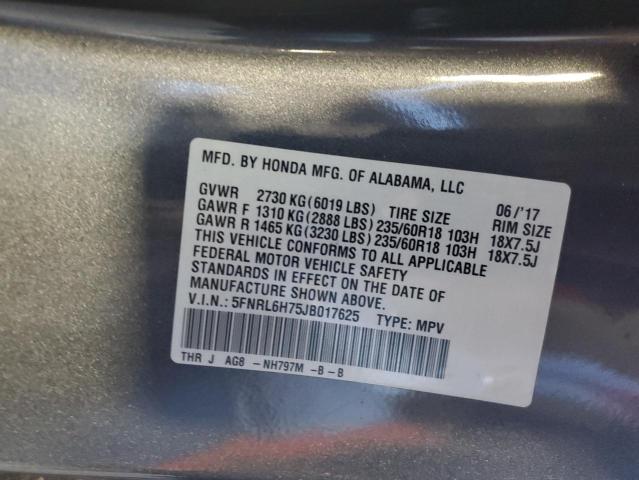 MFD. BY HONDA MFG. OF ALABAMA, LLC
GVWR 2730 KG(6019 LBS) TIRE SIZE 06/'17 RIM SIZE
GAWR F 1310 KG(2888 LBS)235/60R18 103H 18X7.5J
GAWR R 1465 KG(3230 LBS)235/60R18 103H 18X7.5J
THIS VEHICLE CONFORMS TO ALL APPLICABLE
FEDERAL MOTOR VEHICLE SAFETY
STANDARDS IN EFFECT ON THE DATE OF
MANUFACTURE SHOWN ABOVE.
V.I.N.: 5FNRL6H75JB017625 TYPE: MPV
THR J AG8 -NH797M -B-B